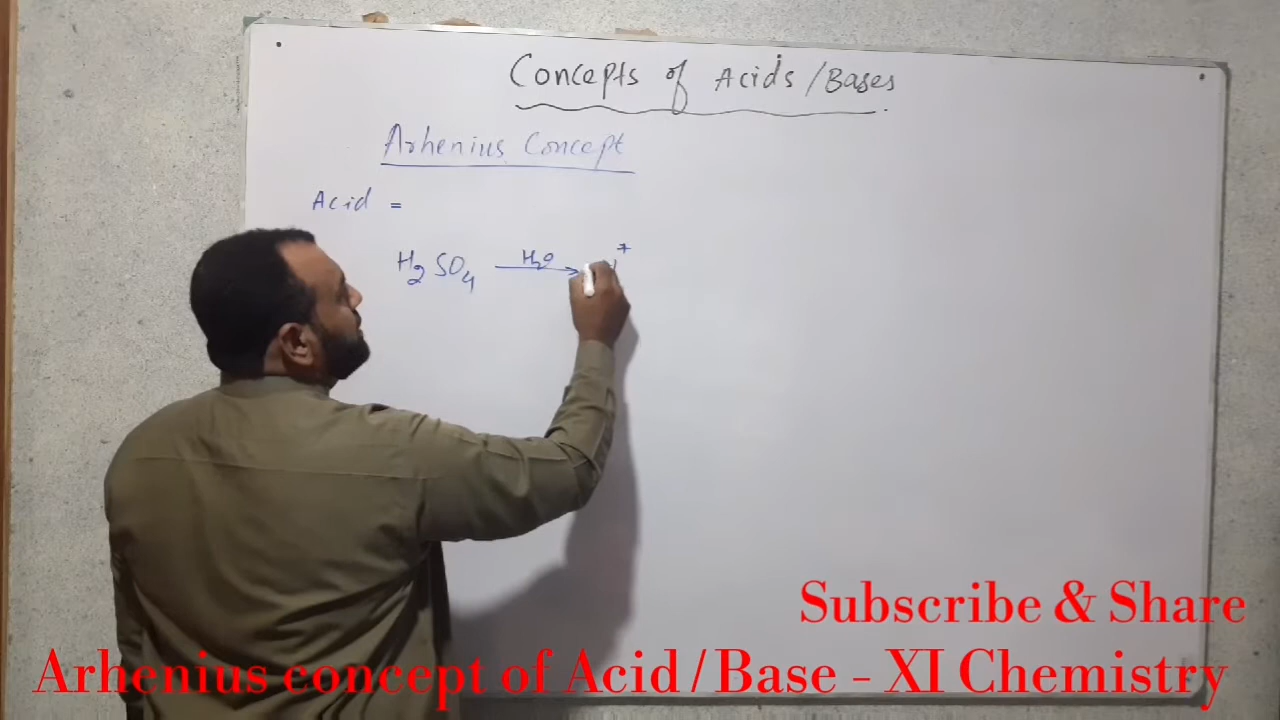 Concepts of Acids/Bases
Arhenius Concept
Acid =
H₂SO₄ —H₂O→ H⁺
Subscribe & Share
Arhenius concept of Acid/Base - XI Chemistry